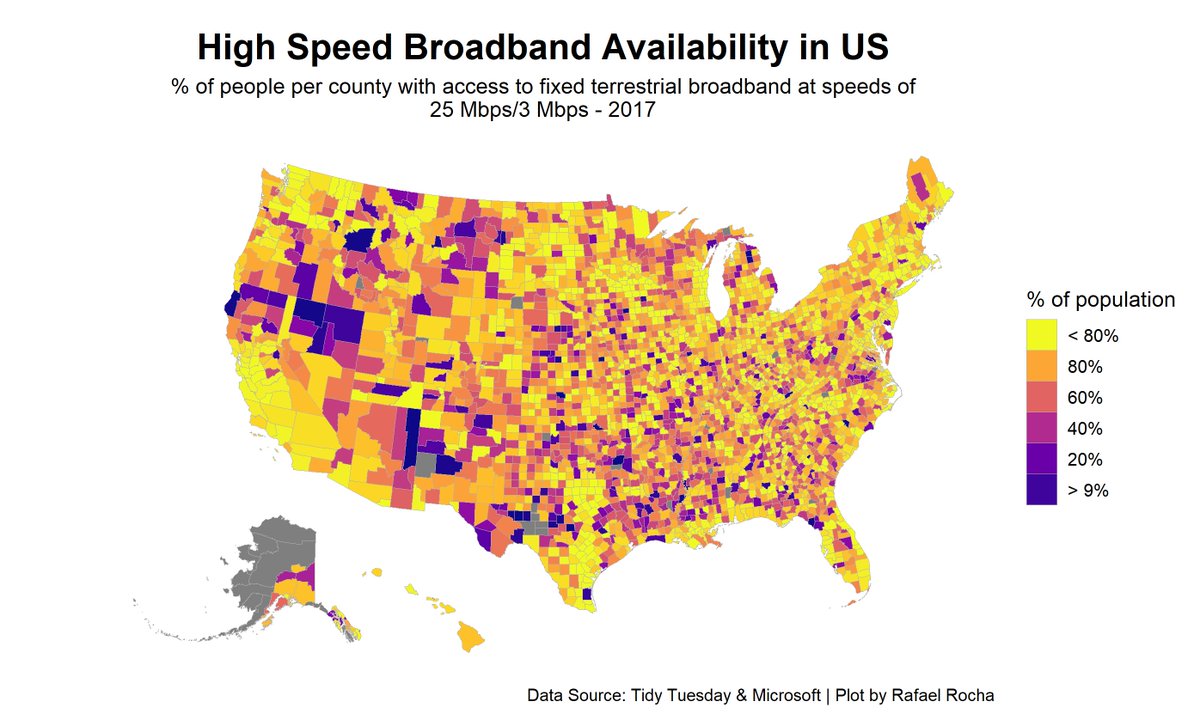 High Speed Broadband Availability in US
% of people per county with access to fixed terrestrial broadband at speeds of
25 Mbps/3 Mbps - 2017
% of population
< 80%
80%
60%
40%
20%
> 9%
Data Source: Tidy Tuesday & Microsoft | Plot by Rafael Rocha